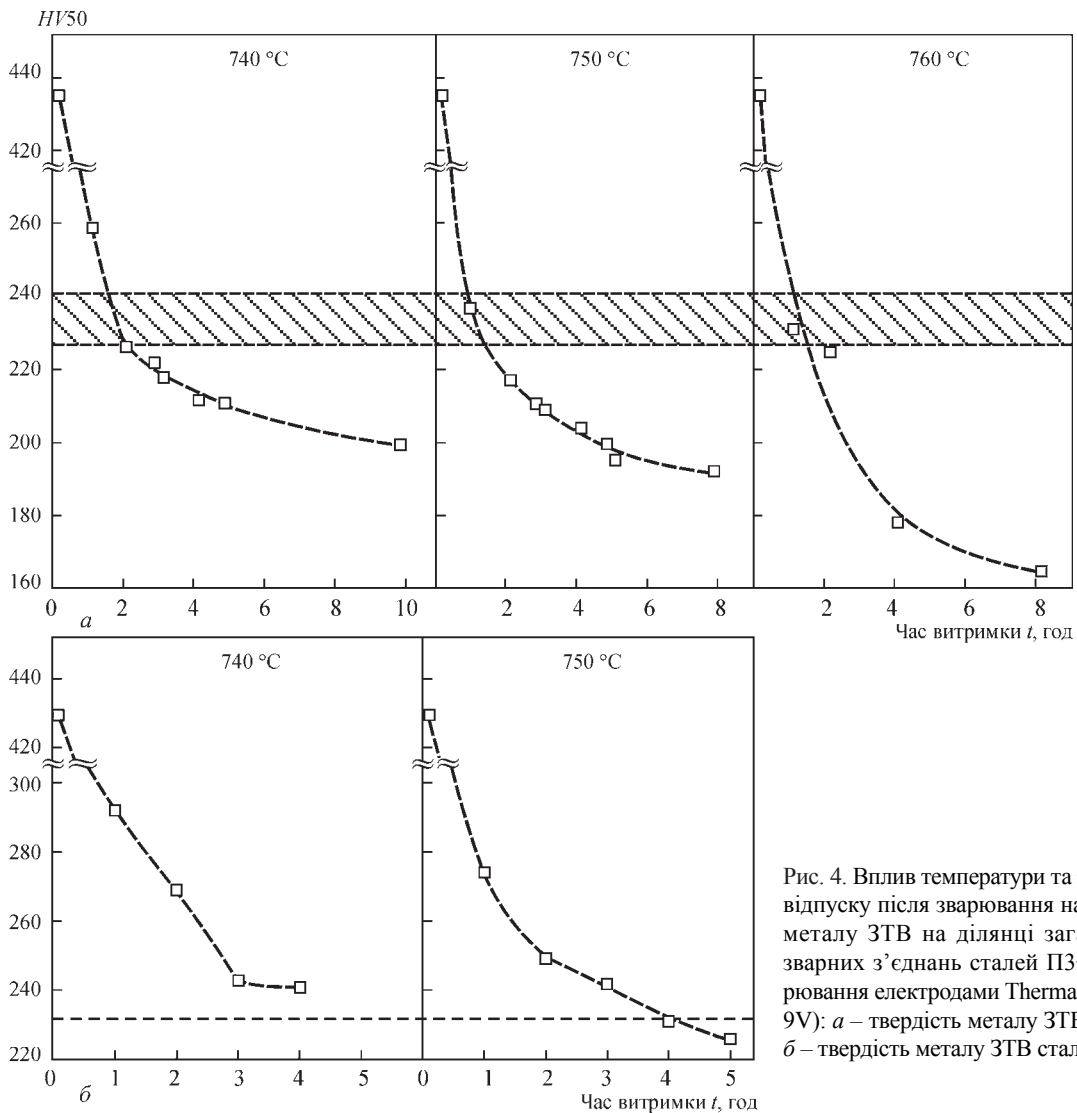 HV50
740 °C 750 °C 760 °C
440
420
260
240
220
200
180
160
0 2 4 6 8 10 2 4 6 8 2 4 6 8
а
Час витримки t, год
740 °C 750 °C
440
420
300
280
260
240
220
0 1 2 3 4 0 1 2 3 4 5
б
Час витримки t, год
Рис. 4. Вплив температури та
відпуску після зварювання на
металу ЗТВ на ділянці зага
зварних з’єднань сталей П3
рювання електродами Therma
9V): а – твердість металу ЗТВ
б – твердість металу ЗТВ стал